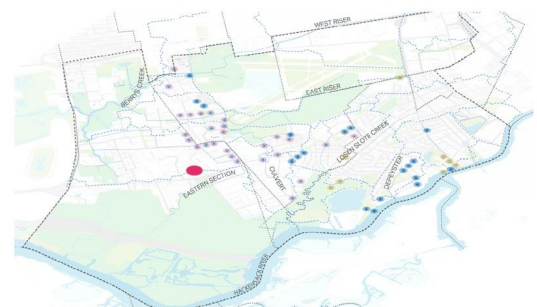 WEST RISER
EAST RISER
BERRYS CREEK
LOSEN SLOTE CREEK
CULVERT
DEPEYSTER
EASTERN SECTION
HACKENSACK RIVER